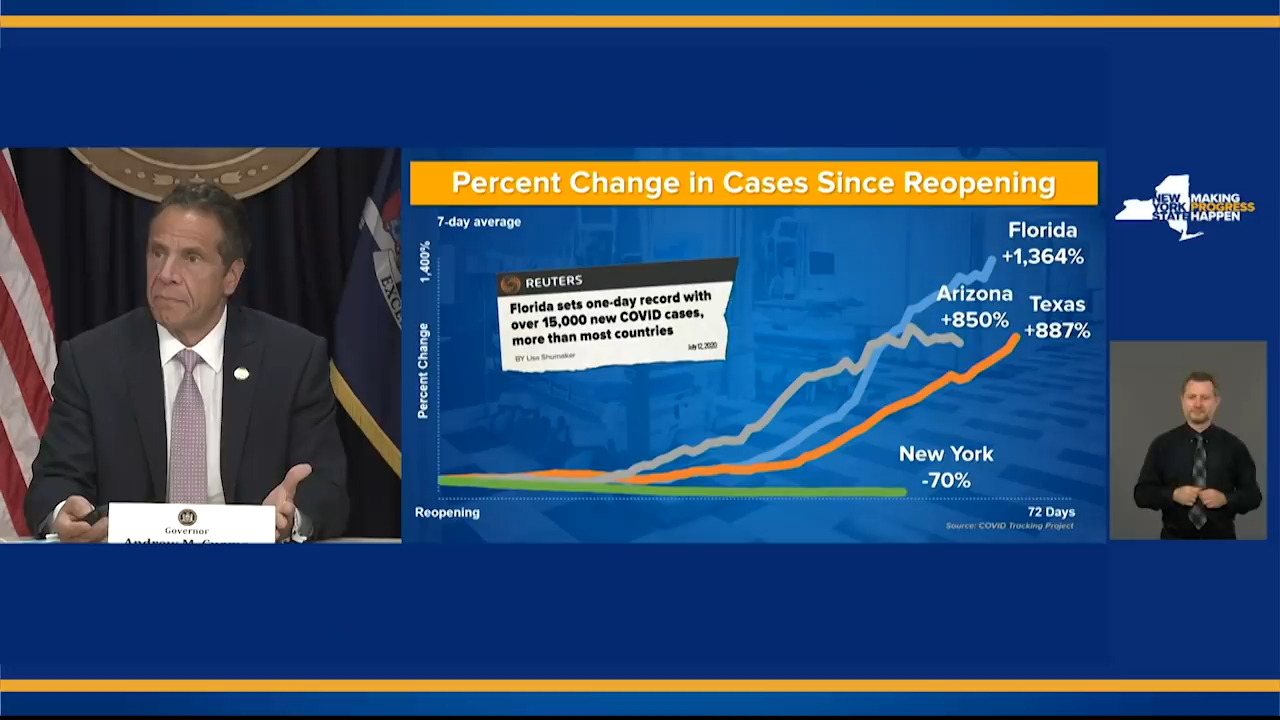 Percent Change in Cases Since Reopening
7-day average
1,400%
Percent Change
REUTERS
Florida sets one-day record with
over 15,000 new COVID cases,
more than most countries
BY Lisa Shumaker
July 12, 2020
Florida
+1,364%
Arizona
+850%
Texas
+887%
New York
-70%
Reopening
72 Days
Source: COVID Tracking Project
NEW
YORK
STATE
MAKING
PROGRESS
HAPPEN
Governor
Andrew M. Cuomo
EXC